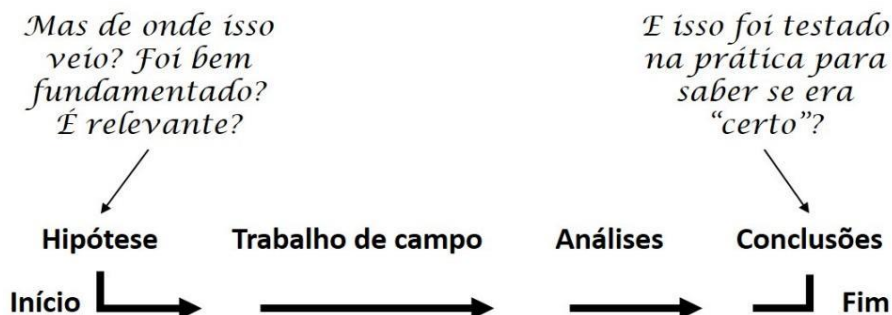 Mas de onde isso
veio? Foi bem
fundamentado?
É relevante?
E isso foi testado
na prática para
saber se era
“certo”?
Hipótese
Trabalho de campo
Análises
Conclusões
Início
Fim